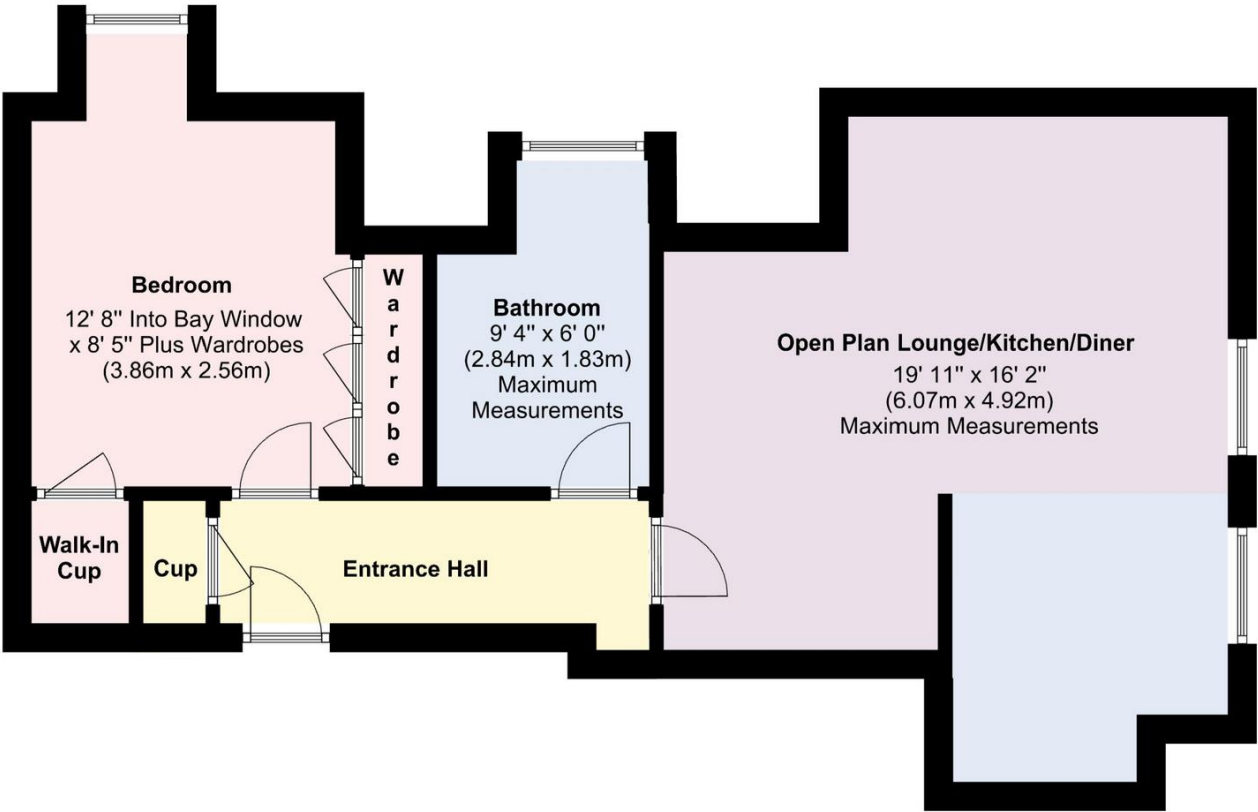 Bedroom
12' 8" Into Bay Window
x 8' 5" Plus Wardrobes
(3.86m x 2.56m)
Wardrobe
Bathroom
9' 4" x 6' 0"
(2.84m x 1.83m)
Maximum
Measurements
Open Plan Lounge/Kitchen/Diner
19' 11" x 16' 2"
(6.07m x 4.92m)
Maximum Measurements
Walk-In
Cup
Cup
Entrance Hall